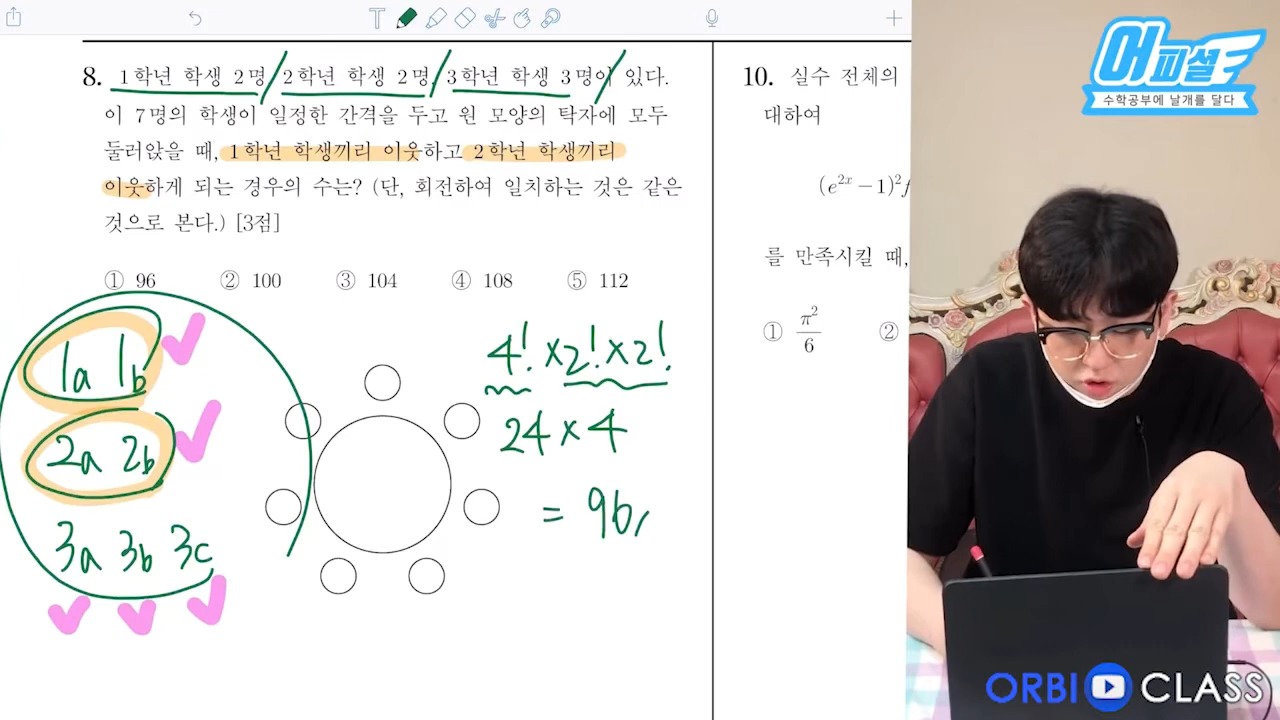 8. 1학년 학생 2명, 2학년 학생 2명, 3학년 학생 3명이 있다.
이 7명의 학생이 일정한 간격을 두고 원 모양의 탁자에 모두
둘러앉을 때, 1학년 학생끼리 이웃하고 2학년 학생끼리
이웃하게 되는 경우의 수는? (단, 회전하여 일치하는 것은 같은
것으로 본다.) [3점]
① 96 ② 100 ③ 104 ④ 108 ⑤ 112
1a 1b
2a 2b
3a 3b 3c
4! × 2! × 2!
24 × 4
= 96
10. 실수 전체의
대하여
(e^{2x} − 1)^2 f
를 만족시킬 때,
① π²/6 ②
어피셜
수학공부에 날개를 달다
ORBI CLASS